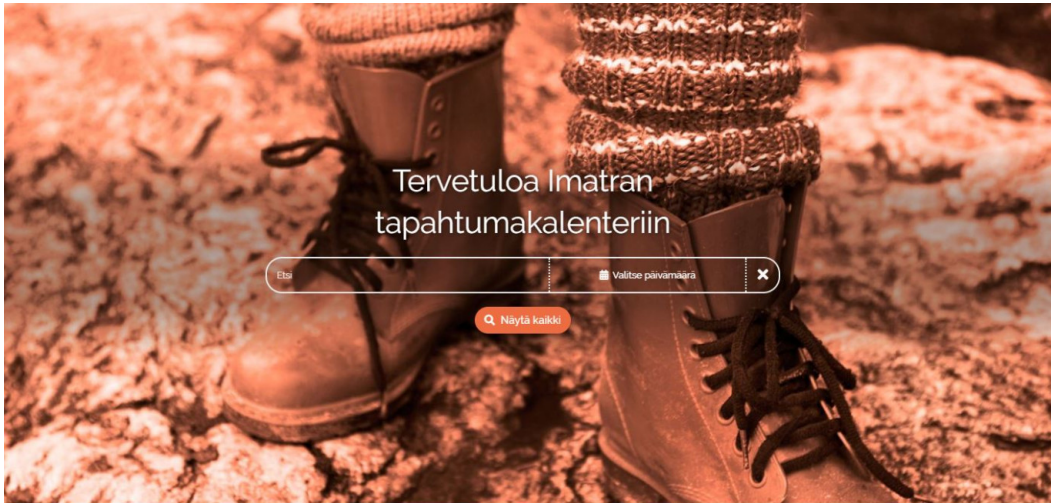 Tervetuloa Imatran
tapahtumakalenteriin
Etsi
Valitse päivämäärä
Näytä kaikki